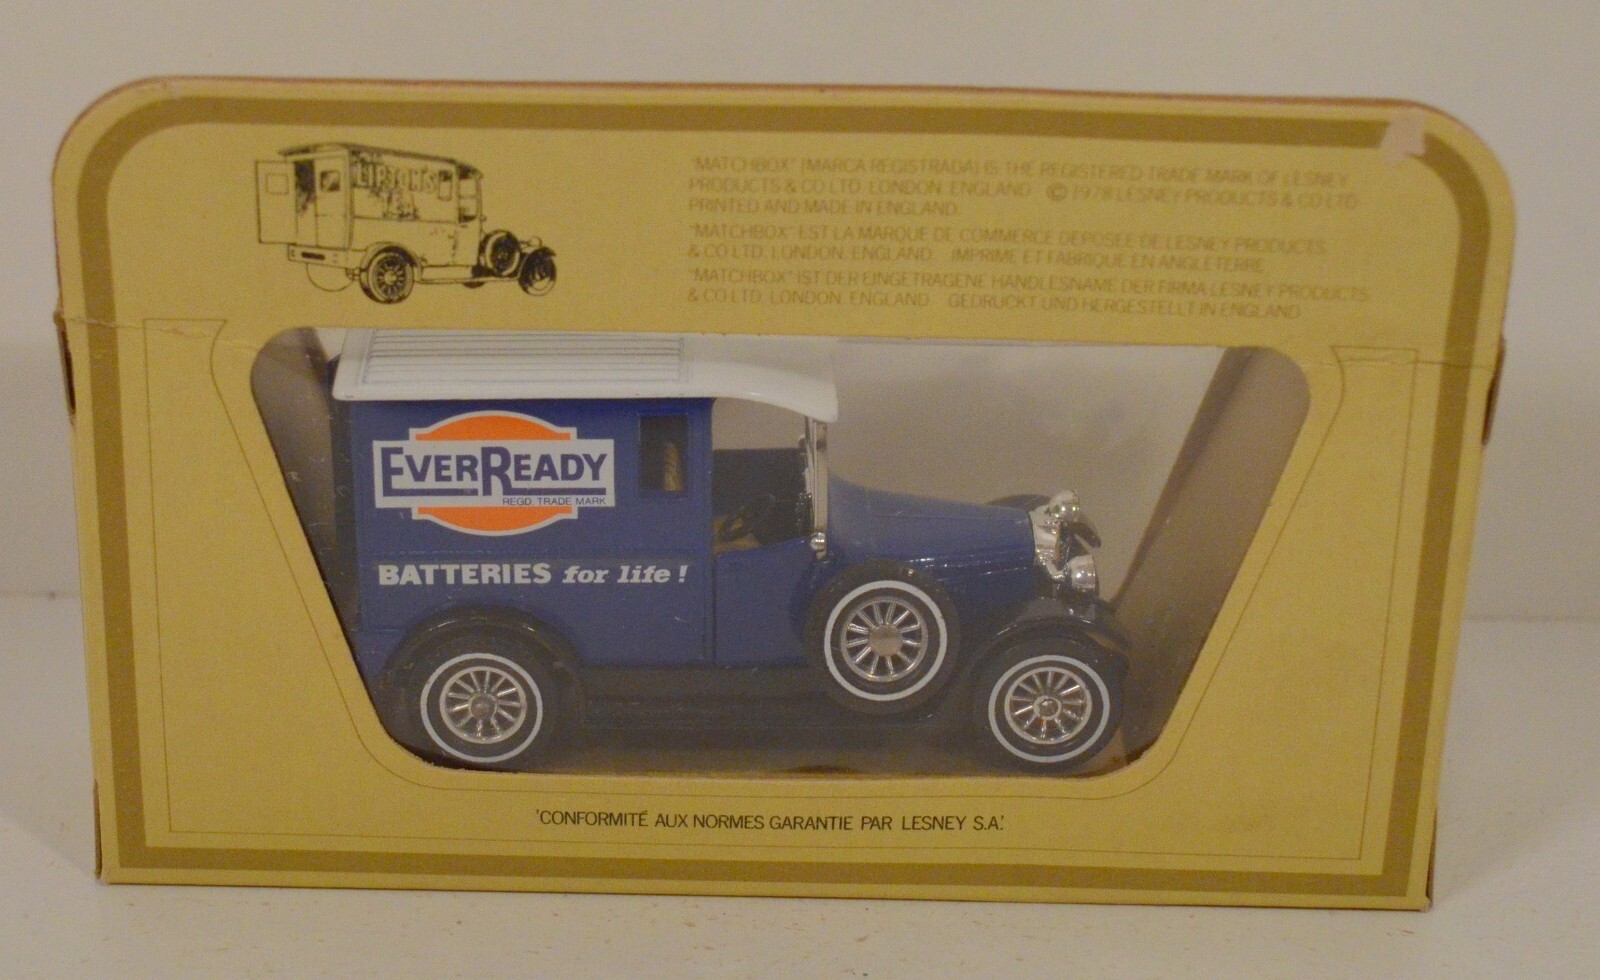 LIPTON'S
"MATCHBOX" (MARCA REGISTRADA) IS THE REGISTERED TRADE MARK OF LESNEY
PRODUCTS & CO LTD. LONDON. ENGLAND © 1978 LESNEY PRODUCTS & CO LTD
PRINTED AND MADE IN ENGLAND.
"MATCHBOX" EST LA MARQUE DE COMMERCE DEPOSEE DE LESNEY PRODUCTS
& CO LTD. LONDON. ENGLAND. IMPRIME ET FABRIQUE EN ANGLETERRE
"MATCHBOX" IST DER EINGETRAGENE HANDLESNAME DER FIRMA LESNEY PRODUCTS
& CO LTD. LONDON. ENGLAND GEDRUCKT UND HERGESTELLT IN ENGLAND
EVERREADY
REGD. TRADE MARK
BATTERIES for life!
'CONFORMITÉ AUX NORMES GARANTIE PAR LESNEY S.A.'